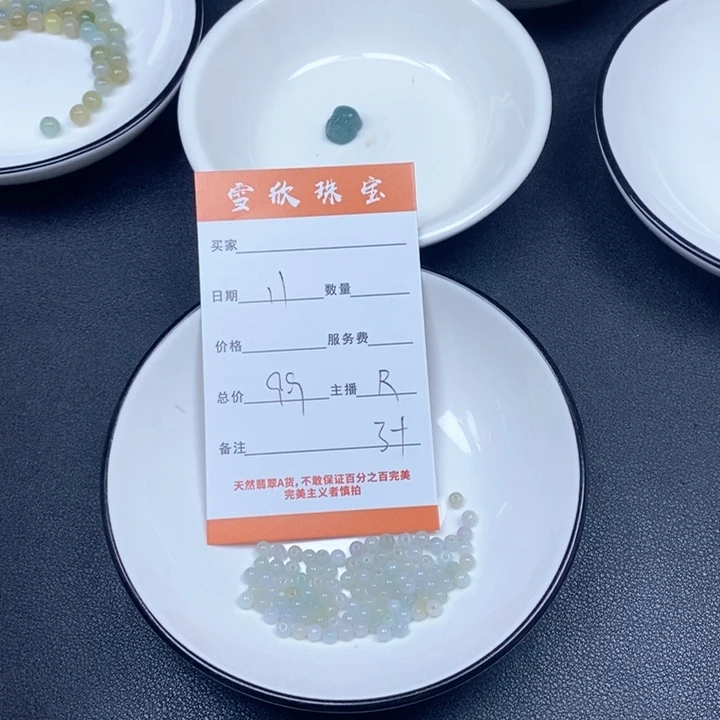 雪欣珠宝
买家
日期 11 数量
价格 服务费
总价 99 主播 R
备注
天然翡翠A货,不敢保证百分之百完美
完美主义者慎拍